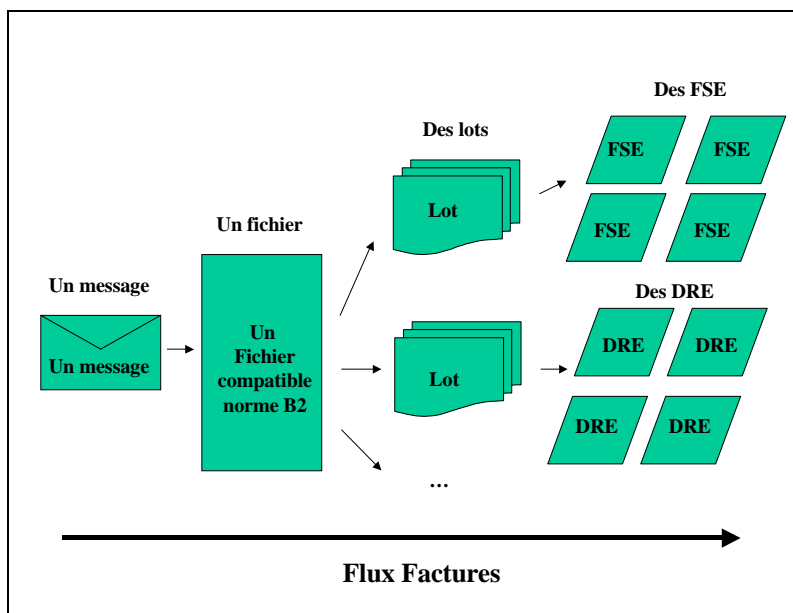 Des FSE
Des lots
FSE
FSE
Lot
Un fichier
FSE
FSE
Un message
Des DRE
Un message
Un
Fichier
compatible
norme B2
Lot
DRE
DRE
DRE
DRE
...
Flux Factures